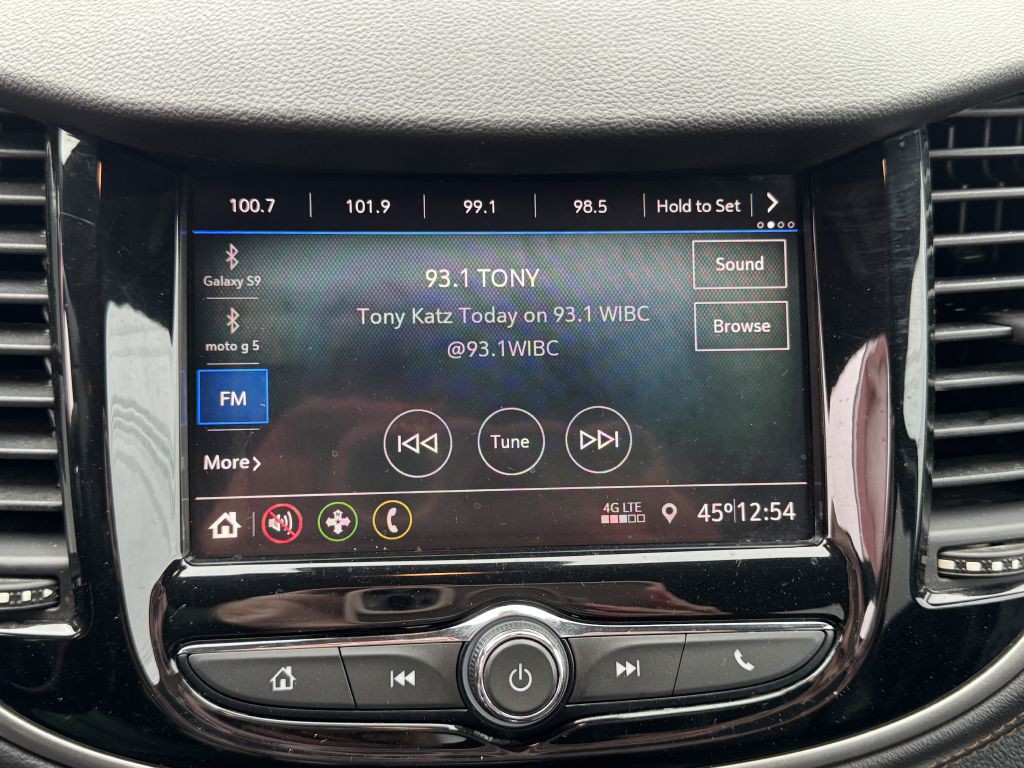 100.7 101.9 99.1 98.5 Hold to Set
Galaxy S9
moto g 5
FM
More
93.1 TONY
Tony Katz Today on 93.1 WIBC
@93.1WIBC
Sound
Browse
Tune
4G LTE
45° 12:54